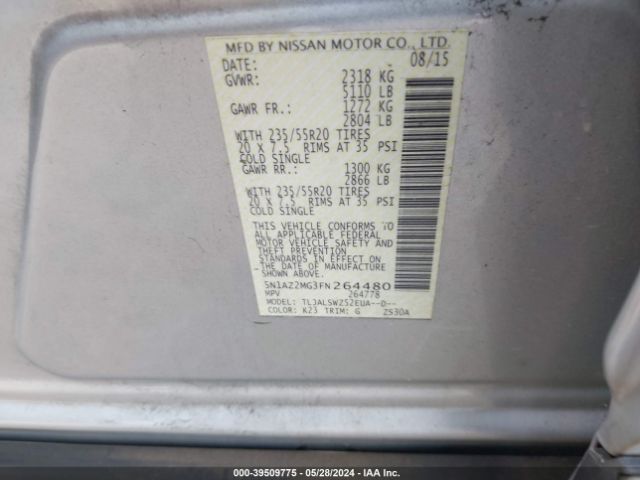 MFD BY NISSAN MOTOR CO., LTD.
DATE: 08/15
GVWR: 2318 KG
5110 LB
GAWR FR.: 1272 KG
2804 LB
WITH 235/55R20 TIRES
20 X 7.5 RIMS AT 35 PSI
COLD SINGLE
GAWR RR.: 1300 KG
2866 LB
WITH 235/55R20 TIRES
20 X 7.5 RIMS AT 35 PSI
COLD SINGLE
THIS VEHICLE CONFORMS TO
ALL APPLICABLE FEDERAL
MOTOR VEHICLE SAFETY AND
THEFT PREVENTION
STANDARDS IN EFFECT
ON THE DATE OF MANUFACTURE
SHOWN ABOVE.
5N1AZ2MG3FN264480
MPV 264778
MODEL: TLJALSWZ52EUA--D--
COLOR: K23 TRIM: G ZS30A
000-39509775 - 05/28/2024 - IAA Inc.